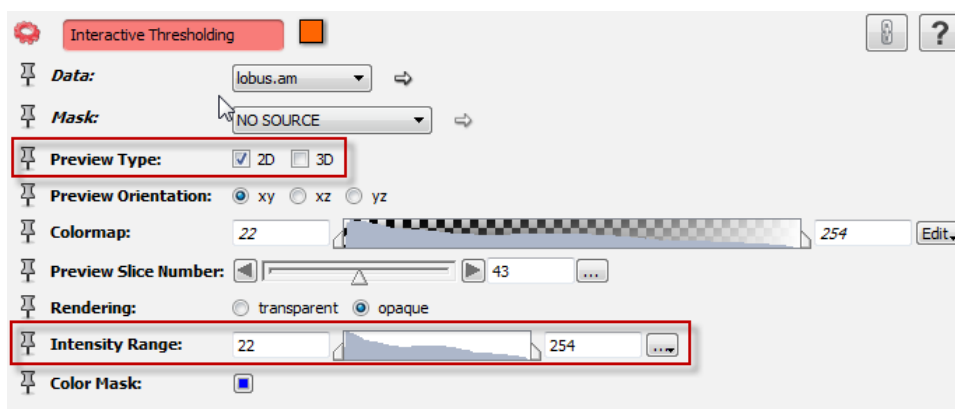 Interactive Thresholding ?
Data: lobus.am
Mask: NO SOURCE
Preview Type: 2D 3D
Preview Orientation: xy xz yz
Colormap: 22 254 Edit
Preview Slice Number: 43 ...
Rendering: transparent opaque
Intensity Range: 22 254 ...
Color Mask: